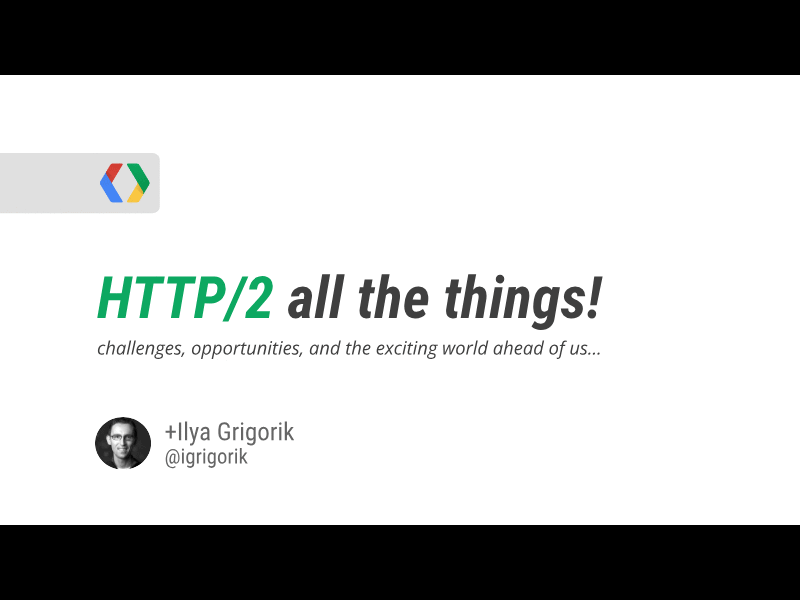 HTTP/2 all the things!
challenges, opportunities, and the exciting world ahead of us...
+Ilya Grigorik
@igrigorik